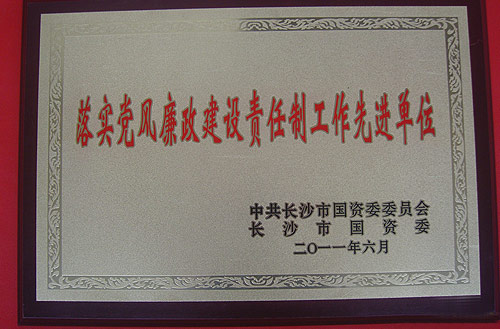 落实党风廉政建设责任制工作先进单位
中共长沙市国资委委员会
长沙市国资委
二〇一一年六月